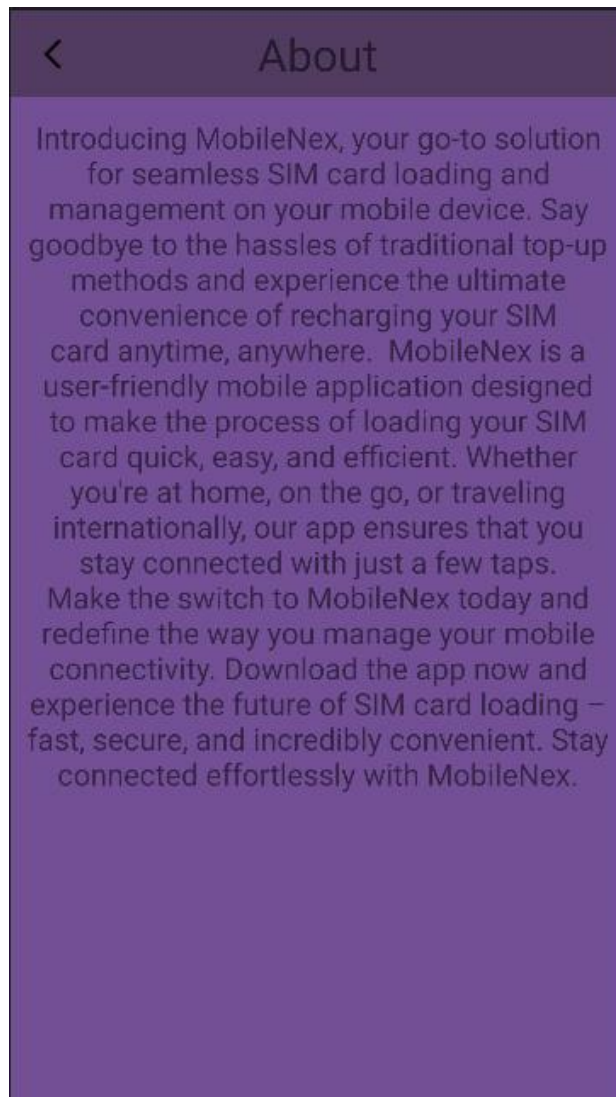 About
Introducing MobileNex, your go-to solution
for seamless SIM card loading and
management on your mobile device. Say
goodbye to the hassles of traditional top-up
methods and experience the ultimate
convenience of recharging your SIM
card anytime, anywhere.  MobileNex is a
user-friendly mobile application designed
to make the process of loading your SIM
card quick, easy, and efficient. Whether
you're at home, on the go, or traveling
internationally, our app ensures that you
stay connected with just a few taps.
Make the switch to MobileNex today and
redefine the way you manage your mobile
connectivity. Download the app now and
experience the future of SIM card loading –
fast, secure, and incredibly convenient. Stay
connected effortlessly with MobileNex.